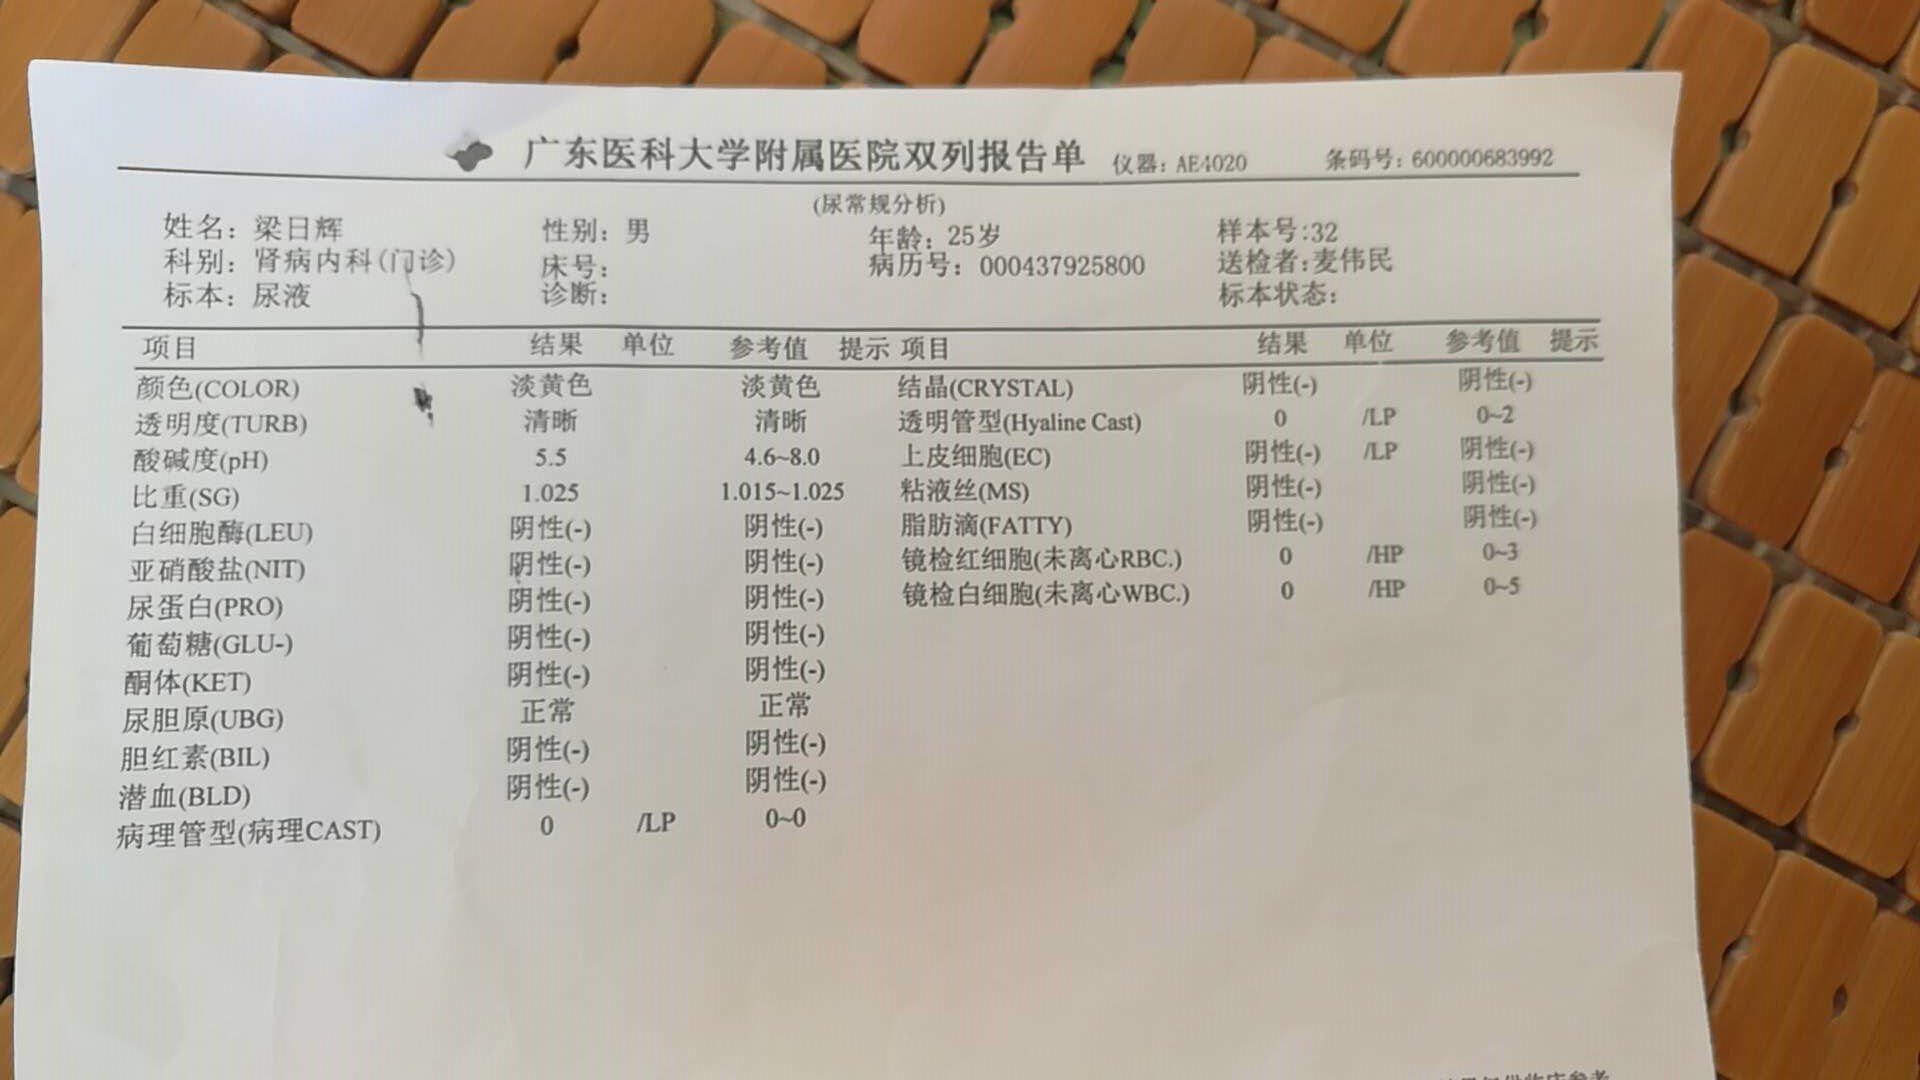 广东医科大学附属医院双列报告单 仪器：AE4020 条码号：600000683992
(尿常规分析)
姓名：梁日辉 性别：男 年龄：25岁 样本号:32
科别：肾病内科(门诊) 床号： 病历号：000437925800 送检者:麦伟民
标本：尿液 诊断： 标本状态：
项目 结果 单位 参考值 提示 项目 结果 单位 参考值 提示
颜色(COLOR) 淡黄色 淡黄色 结晶(CRYSTAL) 阴性(-) 阴性(-)
透明度(TURB) 清晰 清晰 透明管型(Hyaline Cast) 0 /LP 0~2
酸碱度(pH) 5.5 4.6~8.0 上皮细胞(EC) 阴性(-) /LP 阴性(-)
比重(SG) 1.025 1.015~1.025 粘液丝(MS) 阴性(-) 阴性(-)
白细胞酶(LEU) 阴性(-) 阴性(-) 脂肪滴(FATTY) 阴性(-) 阴性(-)
亚硝酸盐(NIT) 阴性(-) 阴性(-) 镜检红细胞(未离心RBC.) 0 /HP 0~3
尿蛋白(PRO) 阴性(-) 阴性(-) 镜检白细胞(未离心WBC.) 0 /HP 0~5
葡萄糖(GLU-) 阴性(-) 阴性(-)
酮体(KET) 阴性(-) 阴性(-)
尿胆原(UBG) 正常 正常
胆红素(BIL) 阴性(-) 阴性(-)
潜血(BLD) 阴性(-) 阴性(-)
病理管型(病理CAST) 0 /LP 0~0